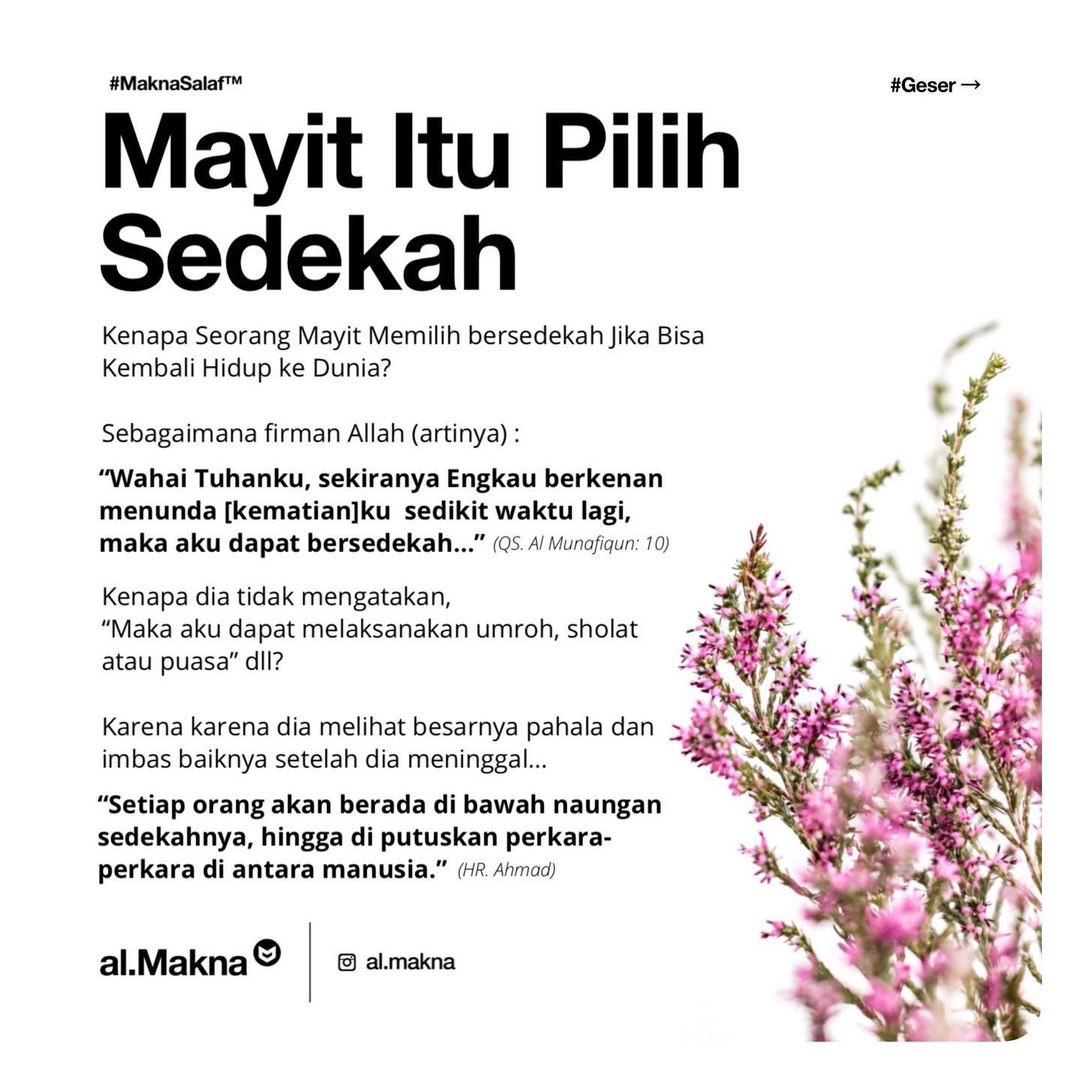 #MaknaSalaf™
#Geser →
Mayit Itu Pilih
Sedekah
Kenapa Seorang Mayit Memilih bersedekah Jika Bisa
Kembali Hidup ke Dunia?
Sebagaimana firman Allah (artinya) :
“Wahai Tuhanku, sekiranya Engkau berkenan
menunda [kematian]ku sedikit waktu lagi,
maka aku dapat bersedekah...” (QS. Al Munafiqun: 10)
Kenapa dia tidak mengatakan,
“Maka aku dapat melaksanakan umroh, sholat
atau puasa” dll?
Karena karena dia melihat besarnya pahala dan
imbas baiknya setelah dia meninggal...
“Setiap orang akan berada di bawah naungan
sedekahnya, hingga di putuskan perkara-
perkara di antara manusia.” (HR. Ahmad)
al.Makna
al.makna